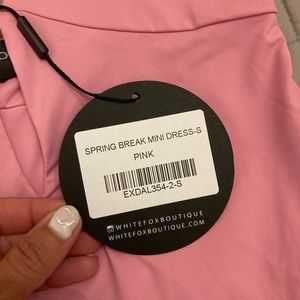 SPRING BREAK MINI DRESS-S
PINK
EXDAL354-2-S
WHITEFOXBOUTIQUE
WHITEFOXBOUTIQUE.COM